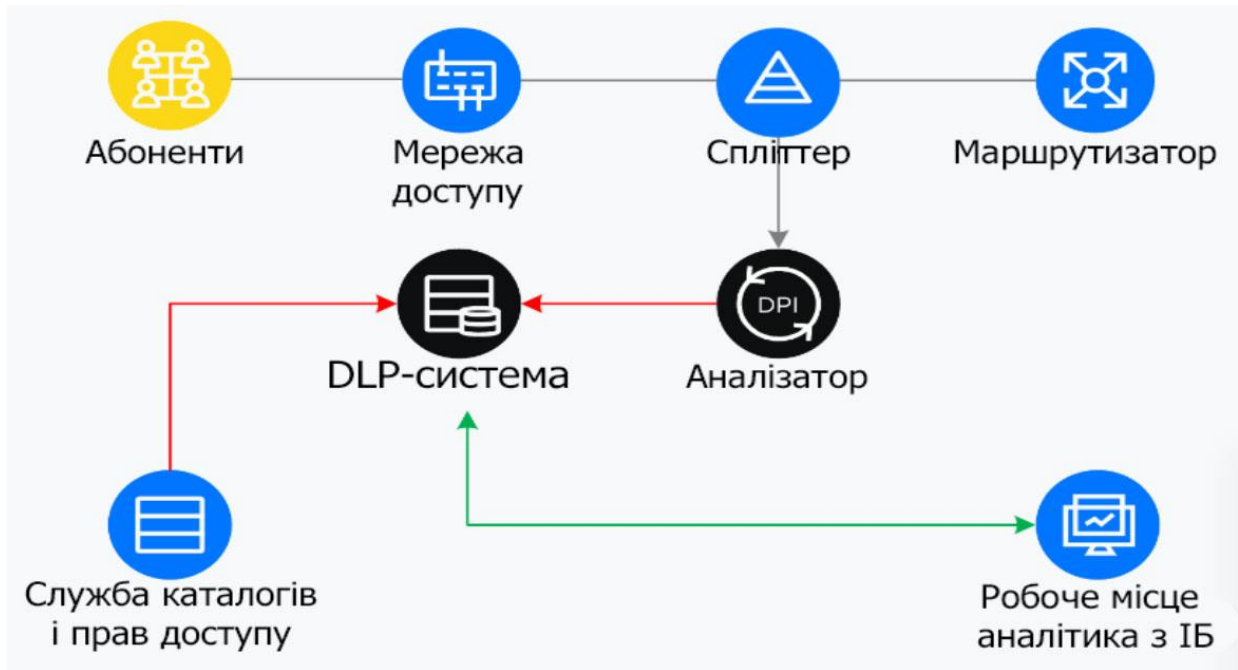 Абоненти
Мережа
доступу
Спліттер
Маршрутизатор
DLP-система
DPI
Аналізатор
Служба каталогів
і прав доступу
Робоче місце
аналітика з ІБ